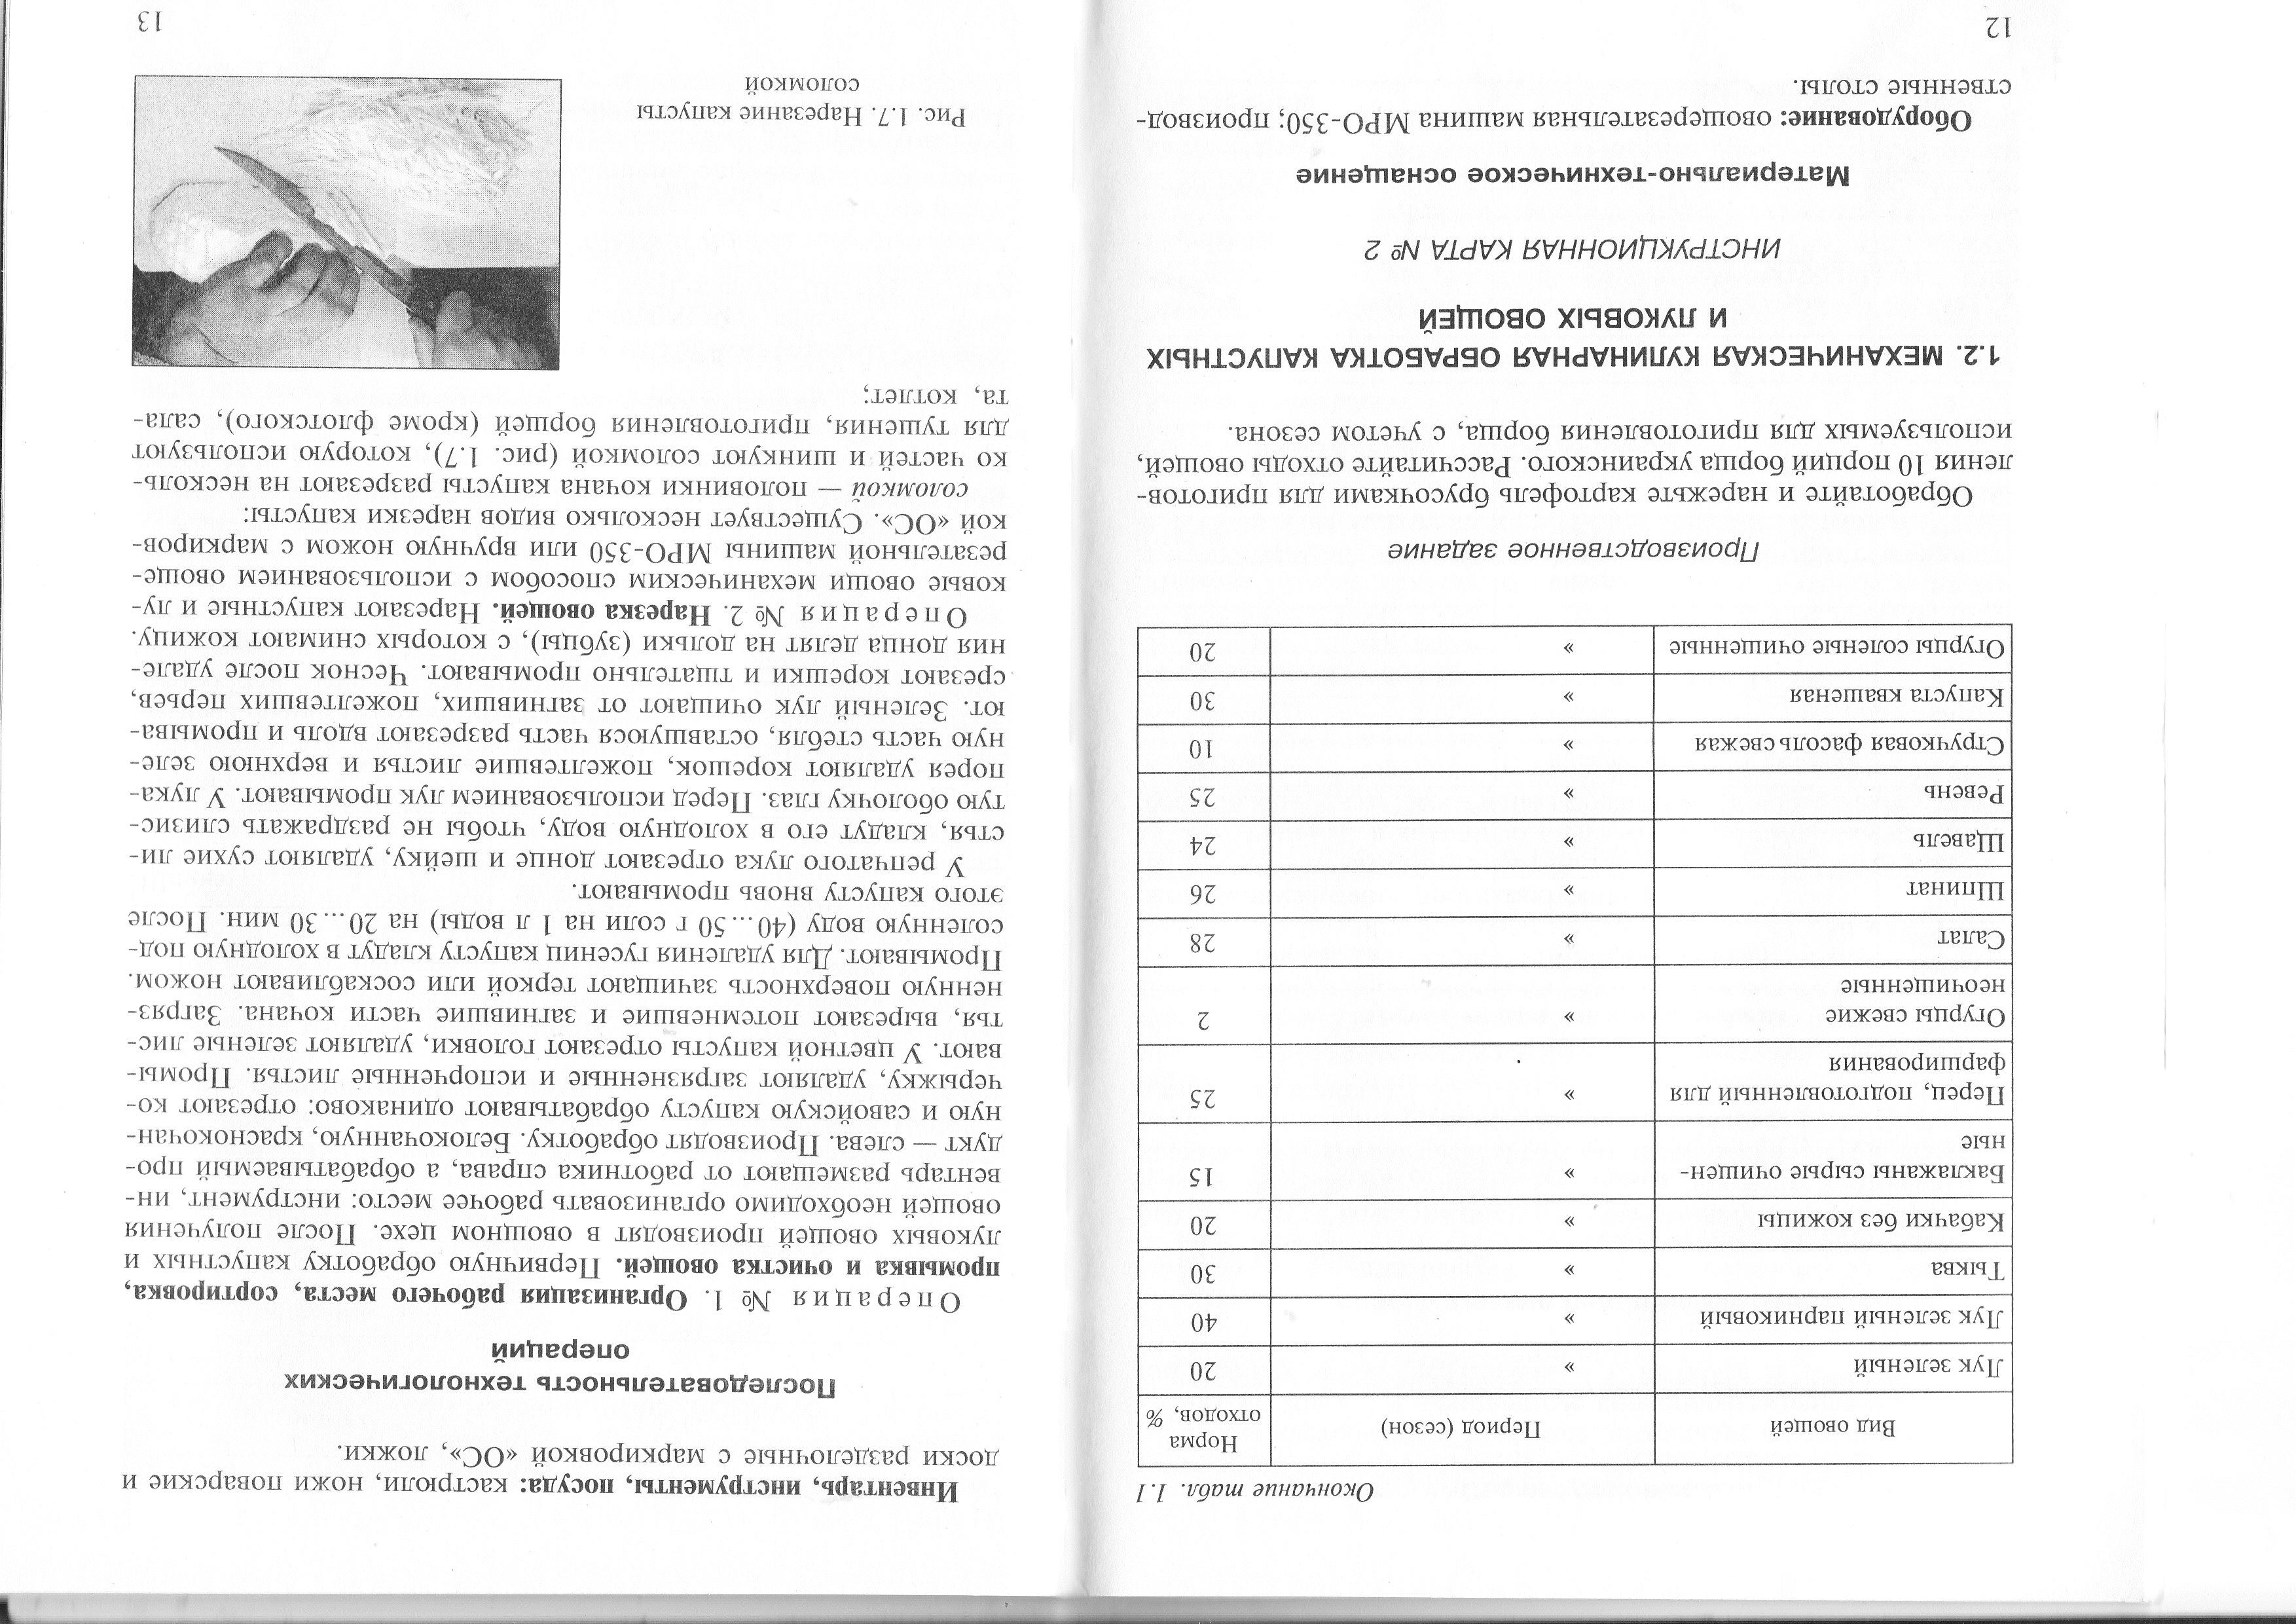 Окончание табл. 1.1
Вид овощей
Период (сезон)
Норма
отходов, %
Лук зеленый » 20
Лук зеленый парниковый » 40
Тыква » 30
Кабачки без кожицы » 20
Баклажаны сырые очищен-
ные » 15
Перец, подготовленный для
фарширования » 25
Огурцы свежие
неочищенные » 2
Салат » 28
Шпинат » 26
Щавель » 24
Ревень » 25
Стручковая фасоль свежая » 10
Капуста квашеная » 30
Огурцы соленые очищенные » 20
Производственное задание
Обработайте и нарежьте картофель брусочками для приготов-
ления 10 порций борща украинского. Рассчитайте отходы овощей,
используемых для приготовления борща, с учетом сезона.
1.2. МЕХАНИЧЕСКАЯ КУЛИНАРНАЯ ОБРАБОТКА КАПУСТНЫХ
И ЛУКОВЫХ ОВОЩЕЙ
ИНСТРУКЦИОННАЯ КАРТА № 2
Материально-техническое оснащение
Оборудование: овощерезательная машина МРО-350; производ-
ственные столы.
12
Инвентарь, инструменты, посуда: кастрюли, ножи поварские и
доски разделочные с маркировкой «ОС», ложки.
Последовательность технологических
операций
Операция № 1. Организация рабочего места, сортировка,
промывка и очистка овощей. Первичную обработку капустных и
луковых овощей производят в овощном цехе. После получения
овощей необходимо организовать рабочее место: инструмент, ин-
вентарь размещают от работника справа, а обрабатываемый про-
дукт — слева. Производят обработку. Белокочанную, краснокочан-
ную и савойскую капусту обрабатывают одинаково: отрезают ко-
черыжку, удаляют загрязненные и испорченные листья. Промы-
вают. У цветной капусты отрезают головки, удаляют зеленые лис-
тья, вырезают потемневшие и загнившие части кочана. Загряз-
ненную поверхность зачищают теркой или соскабливают ножом.
Промывают. Для удаления гусениц капусту кладут в холодную под-
соленную воду (40...50 г соли на 1 л воды) на 20...30 мин. После
этого капусту вновь промывают.
У репчатого лука отрезают донце и шейку, удаляют сухие ли-
стья, кладут его в холодную воду, чтобы не раздражать слизис-
тую оболочку глаз. Перед использованием лук промывают. У лука-
порея удаляют корешок, пожелтевшие листья и верхнюю зеле-
ную часть стебля, оставшуюся часть разрезают вдоль и промыва-
ют. Зеленый лук очищают от загнивших, пожелтевших перьев,
срезают корешки и тщательно промывают. Чеснок после удале-
ния донца делят на дольки (зубцы), с которых снимают кожицу.
Операция № 2. Нарезка овощей. Нарезают капустные и лу-
ковые овощи механическим способом с использованием овоще-
резательной машины МРО-350 или вручную ножом с маркиров-
кой «ОС». Существует несколько видов нарезки капусты:
соломкой — половинки кочана капусты разрезают на несколь-
ко частей и шинкуют соломкой (рис. 1.7), которую используют
для тушения, приготовления борщей (кроме флотского), сала-
та, котлет;
Рис. 1.7. Нарезание капусты
соломкой
13